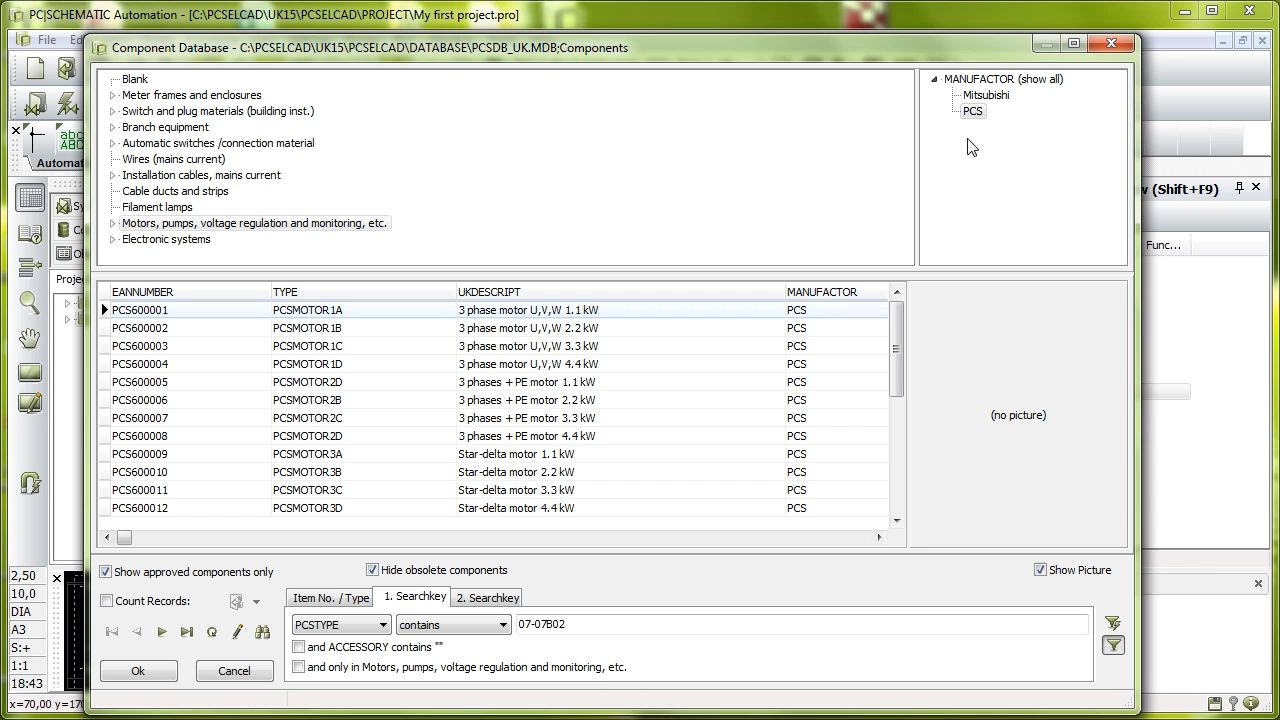 PC|SCHEMATIC Automation - [C:\PCSELCAD\UK15\PCSELCAD\PROJECT\My first project.pro]
File
Component Database - C:\PCSELCAD\UK15\PCSELCAD\DATABASE\PCSDB_UK.MDB;Components
Blank
Meter frames and enclosures
Switch and plug materials (building inst.)
Branch equipment
Automatic switches /connection material
Wires (mains current)
Installation cables, mains current
Cable ducts and strips
Filament lamps
Motors, pumps, voltage regulation and monitoring, etc.
Electronic systems
MANUFACTOR (show all)
Mitsubishi
PCS
abc
ABC
Automat
w (Shift+F9)
Func...
Sy
Co
Ob
Projec
EANNUMBER TYPE UKDESCRIPT MANUFACTOR
PCS600001 PCSMOTOR1A 3 phase motor U,V,W 1.1 kW PCS
PCS600002 PCSMOTOR1B 3 phase motor U,V,W 2.2 kW PCS
PCS600003 PCSMOTOR1C 3 phase motor U,V,W 3.3 kW PCS
PCS600004 PCSMOTOR1D 3 phase motor U,V,W 4.4 kW PCS
PCS600005 PCSMOTOR2D 3 phases + PE motor 1.1 kW PCS
PCS600006 PCSMOTOR2B 3 phases + PE motor 2.2 kW PCS
PCS600007 PCSMOTOR2C 3 phases + PE motor 3.3 kW PCS
PCS600008 PCSMOTOR2D 3 phases + PE motor 4.4 kW PCS
PCS600009 PCSMOTOR3A Star-delta motor 1.1 kW PCS
PCS600010 PCSMOTOR3B Star-delta motor 2.2 kW PCS
PCS600011 PCSMOTOR3C Star-delta motor 3.3 kW PCS
PCS600012 PCSMOTOR3D Star-delta motor 4.4 kW PCS
(no picture)
Show approved components only
Hide obsolete components
Show Picture
Count Records:
Item No. / Type 1. Searchkey 2. Searchkey
PCSTYPE contains 07-07B02
and ACCESSORY contains ""
and only in Motors, pumps, voltage regulation and monitoring, etc.
Ok Cancel
2,50
10,0
DIA
A3
S:+
1:1
18:43
x=70,00 y=170